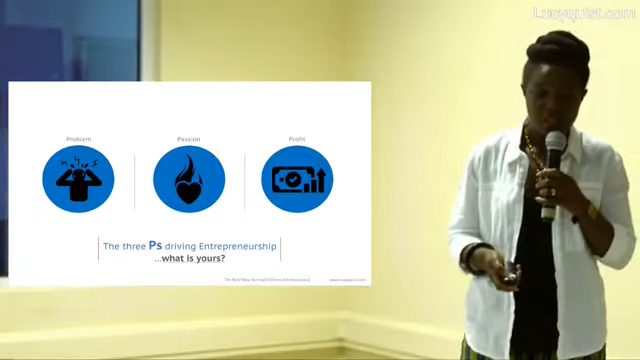 Lucyquist.com
Problem
Passion
Profit
The three Ps driving Entrepreneurship
...what is yours?